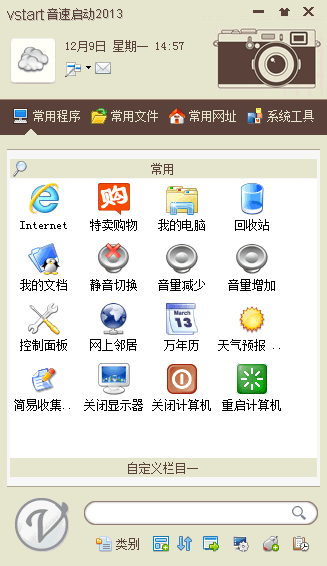 vstart 音速启动2013
12月9日 星期一 14:57
常用程序 常用文件 常用网址 系统工具
常用
Internet 特卖购物 我的电脑 回收站
购
我的文档 静音切换 音量减少 音量增加
March
13
控制面板 网上邻居 万年历 天气预报 ..
简易收集.. 关闭显示器 关闭计算机 重启计算机
自定义栏目一
类别